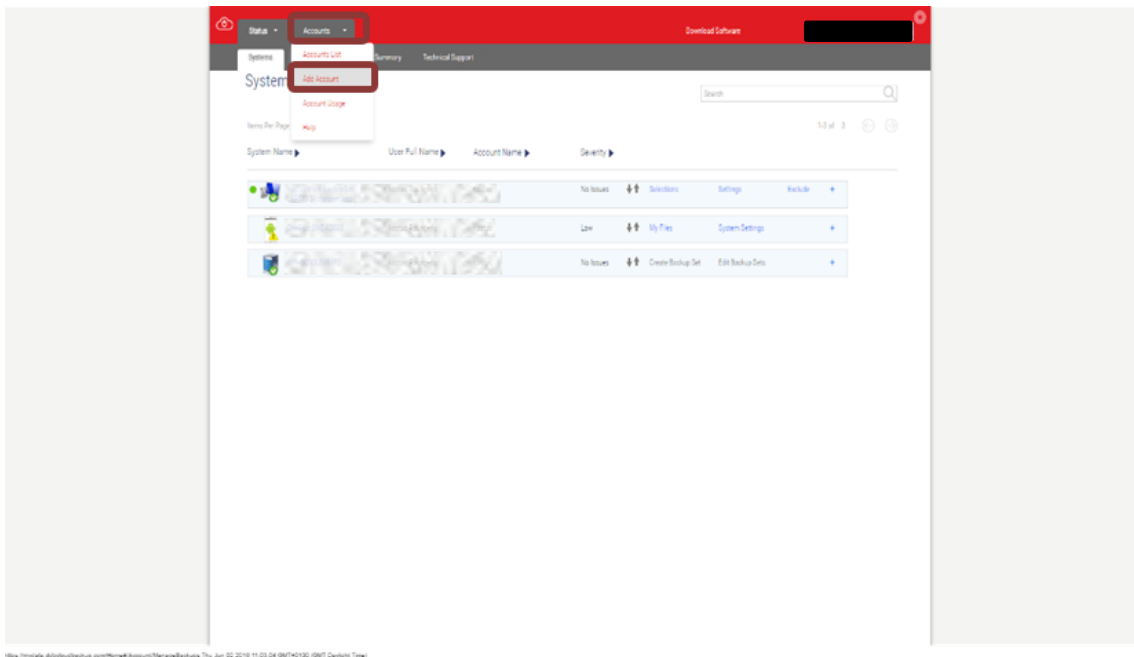 Status Accounts Download Software
Systems Accounts List Summary Technical Support
System
Add Account
Search
Account Usage
Items Per Page Help 1-3 of 3
System Name User Full Name Account Name Severity
No Issues Selections Settings Exclude +
Low My Files System Settings +
No Issues Create Backup Set Edit Backup Sets +